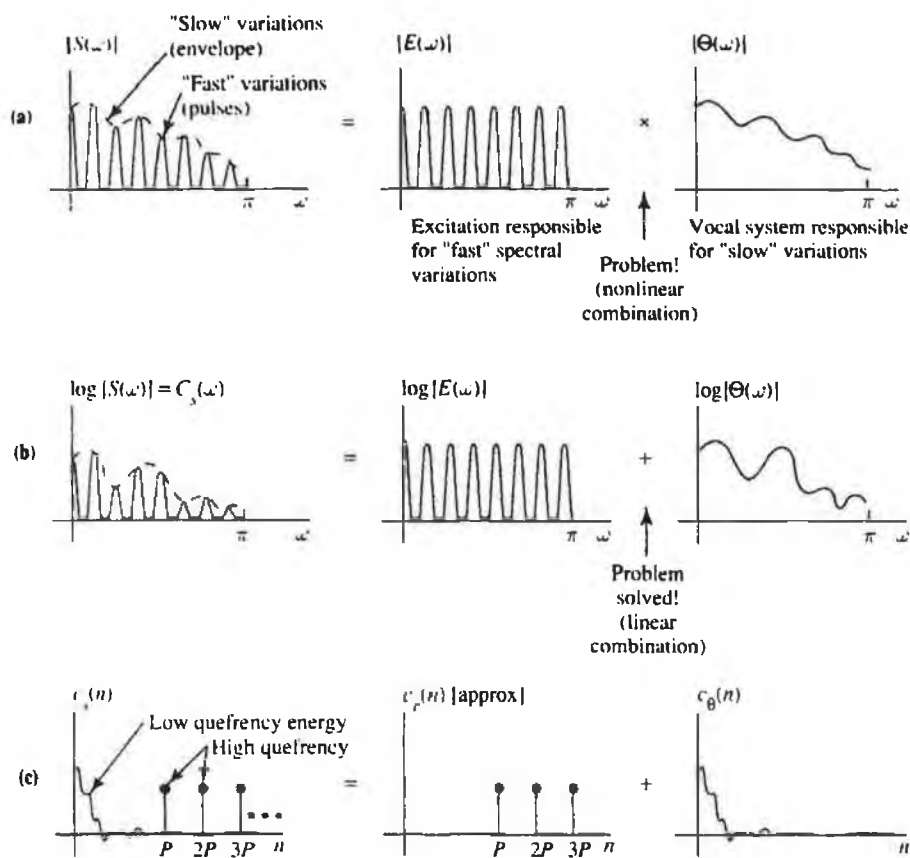 "Slow" variations
(envelope)
|S(ω)|
"Fast" variations
(pulses)
|E(ω)|
|Θ(ω)|
(a)
=
×
π ω
π ω
π ω
Excitation responsible
for "fast" spectral
variations
Problem!
(nonlinear
combination)
Vocal system responsible
for "slow" variations
log |S(ω)| = C_s(ω)
log|E(ω)|
log|Θ(ω)|
(b)
=
+
π ω
π ω
π ω
Problem
solved!
(linear
combination)
c_s(n)
c_e(n) [approx]
c_θ(n)
Low quefrency energy
High quefrency
(c)
=
+
P 2P 3P n
P 2P 3P n
n